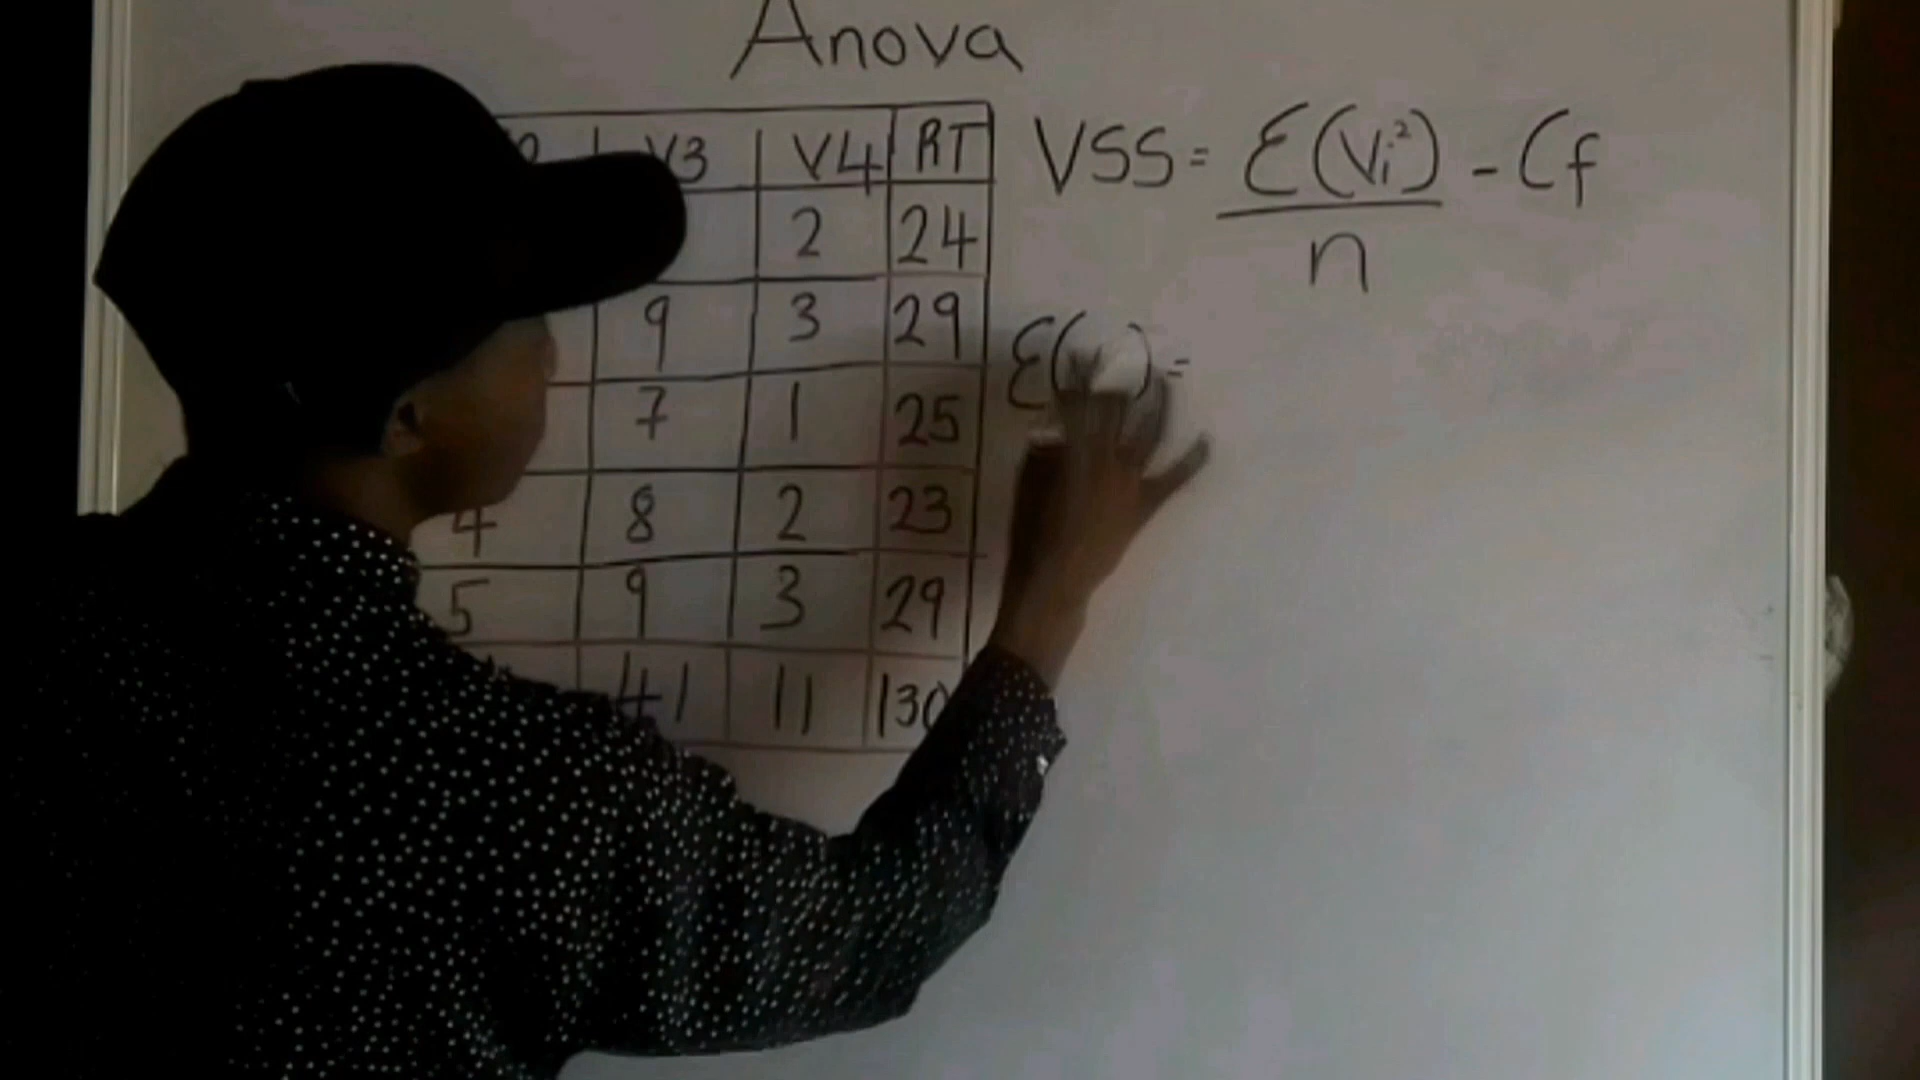 Anova
V3 V4 RT
VSS = Ɛ(Vi²) - Cf
n
2 24
9 3 29
Ɛ( ) =
7 1 25
4 8 2 23
5 9 3 29
41 11 130